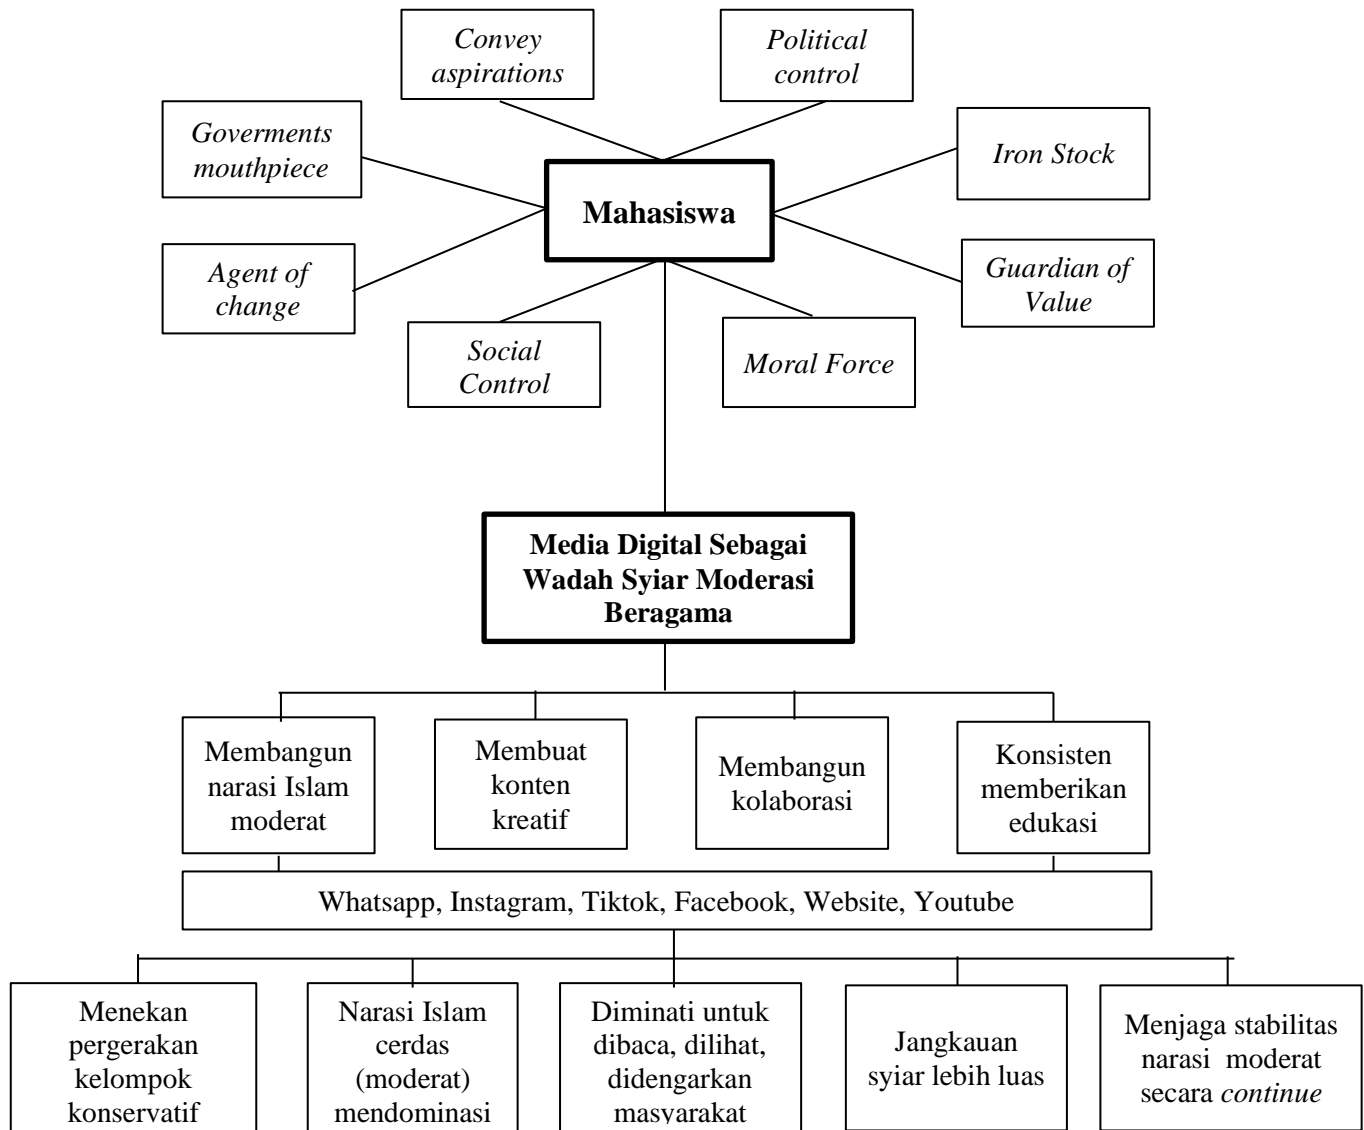 Convey
aspirations
Political
control
Goverments
mouthpiece
Iron Stock
Mahasiswa
Agent of
change
Guardian of
Value
Social
Control
Moral Force
Media Digital Sebagai
Wadah Syiar Moderasi
Beragama
Membangun
narasi Islam
moderat
Membuat
konten
kreatif
Membangun
kolaborasi
Konsisten
memberikan
edukasi
Whatsapp, Instagram, Tiktok, Facebook, Website, Youtube
Menekan
pergerakan
kelompok
konservatif
Narasi Islam
cerdas
(moderat)
mendominasi
Diminati untuk
dibaca, dilihat,
didengarkan
masyarakat
Jangkauan
syiar lebih luas
Menjaga stabilitas
narasi  moderat
secara continue